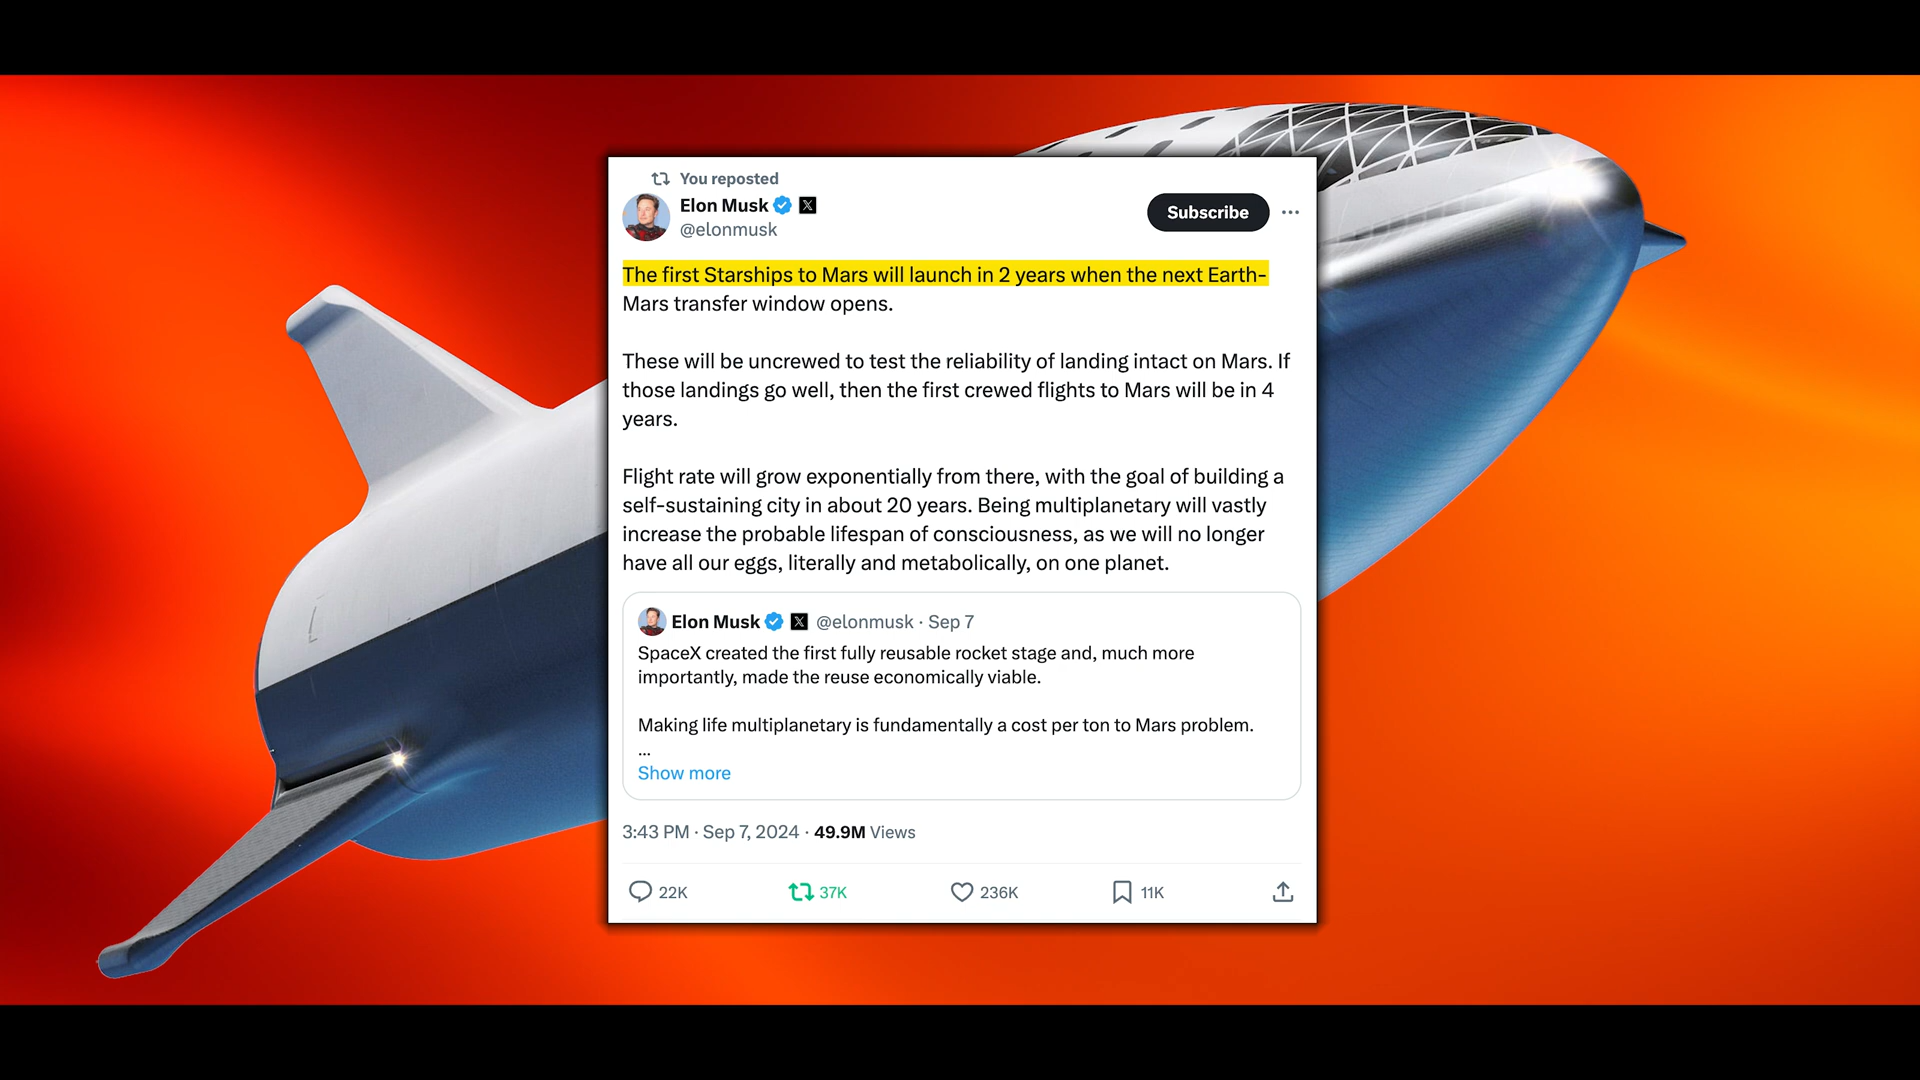 You reposted
Elon Musk
@elonmusk
Subscribe
The first Starships to Mars will launch in 2 years when the next Earth-
Mars transfer window opens.
These will be uncrewed to test the reliability of landing intact on Mars. If
those landings go well, then the first crewed flights to Mars will be in 4
years.
Flight rate will grow exponentially from there, with the goal of building a
self-sustaining city in about 20 years. Being multiplanetary will vastly
increase the probable lifespan of consciousness, as we will no longer
have all our eggs, literally and metabolically, on one planet.
Elon Musk @elonmusk · Sep 7
SpaceX created the first fully reusable rocket stage and, much more
importantly, made the reuse economically viable.
Making life multiplanetary is fundamentally a cost per ton to Mars problem.
...
Show more
3:43 PM · Sep 7, 2024 · 49.9M Views
22K 37K 236K 11K